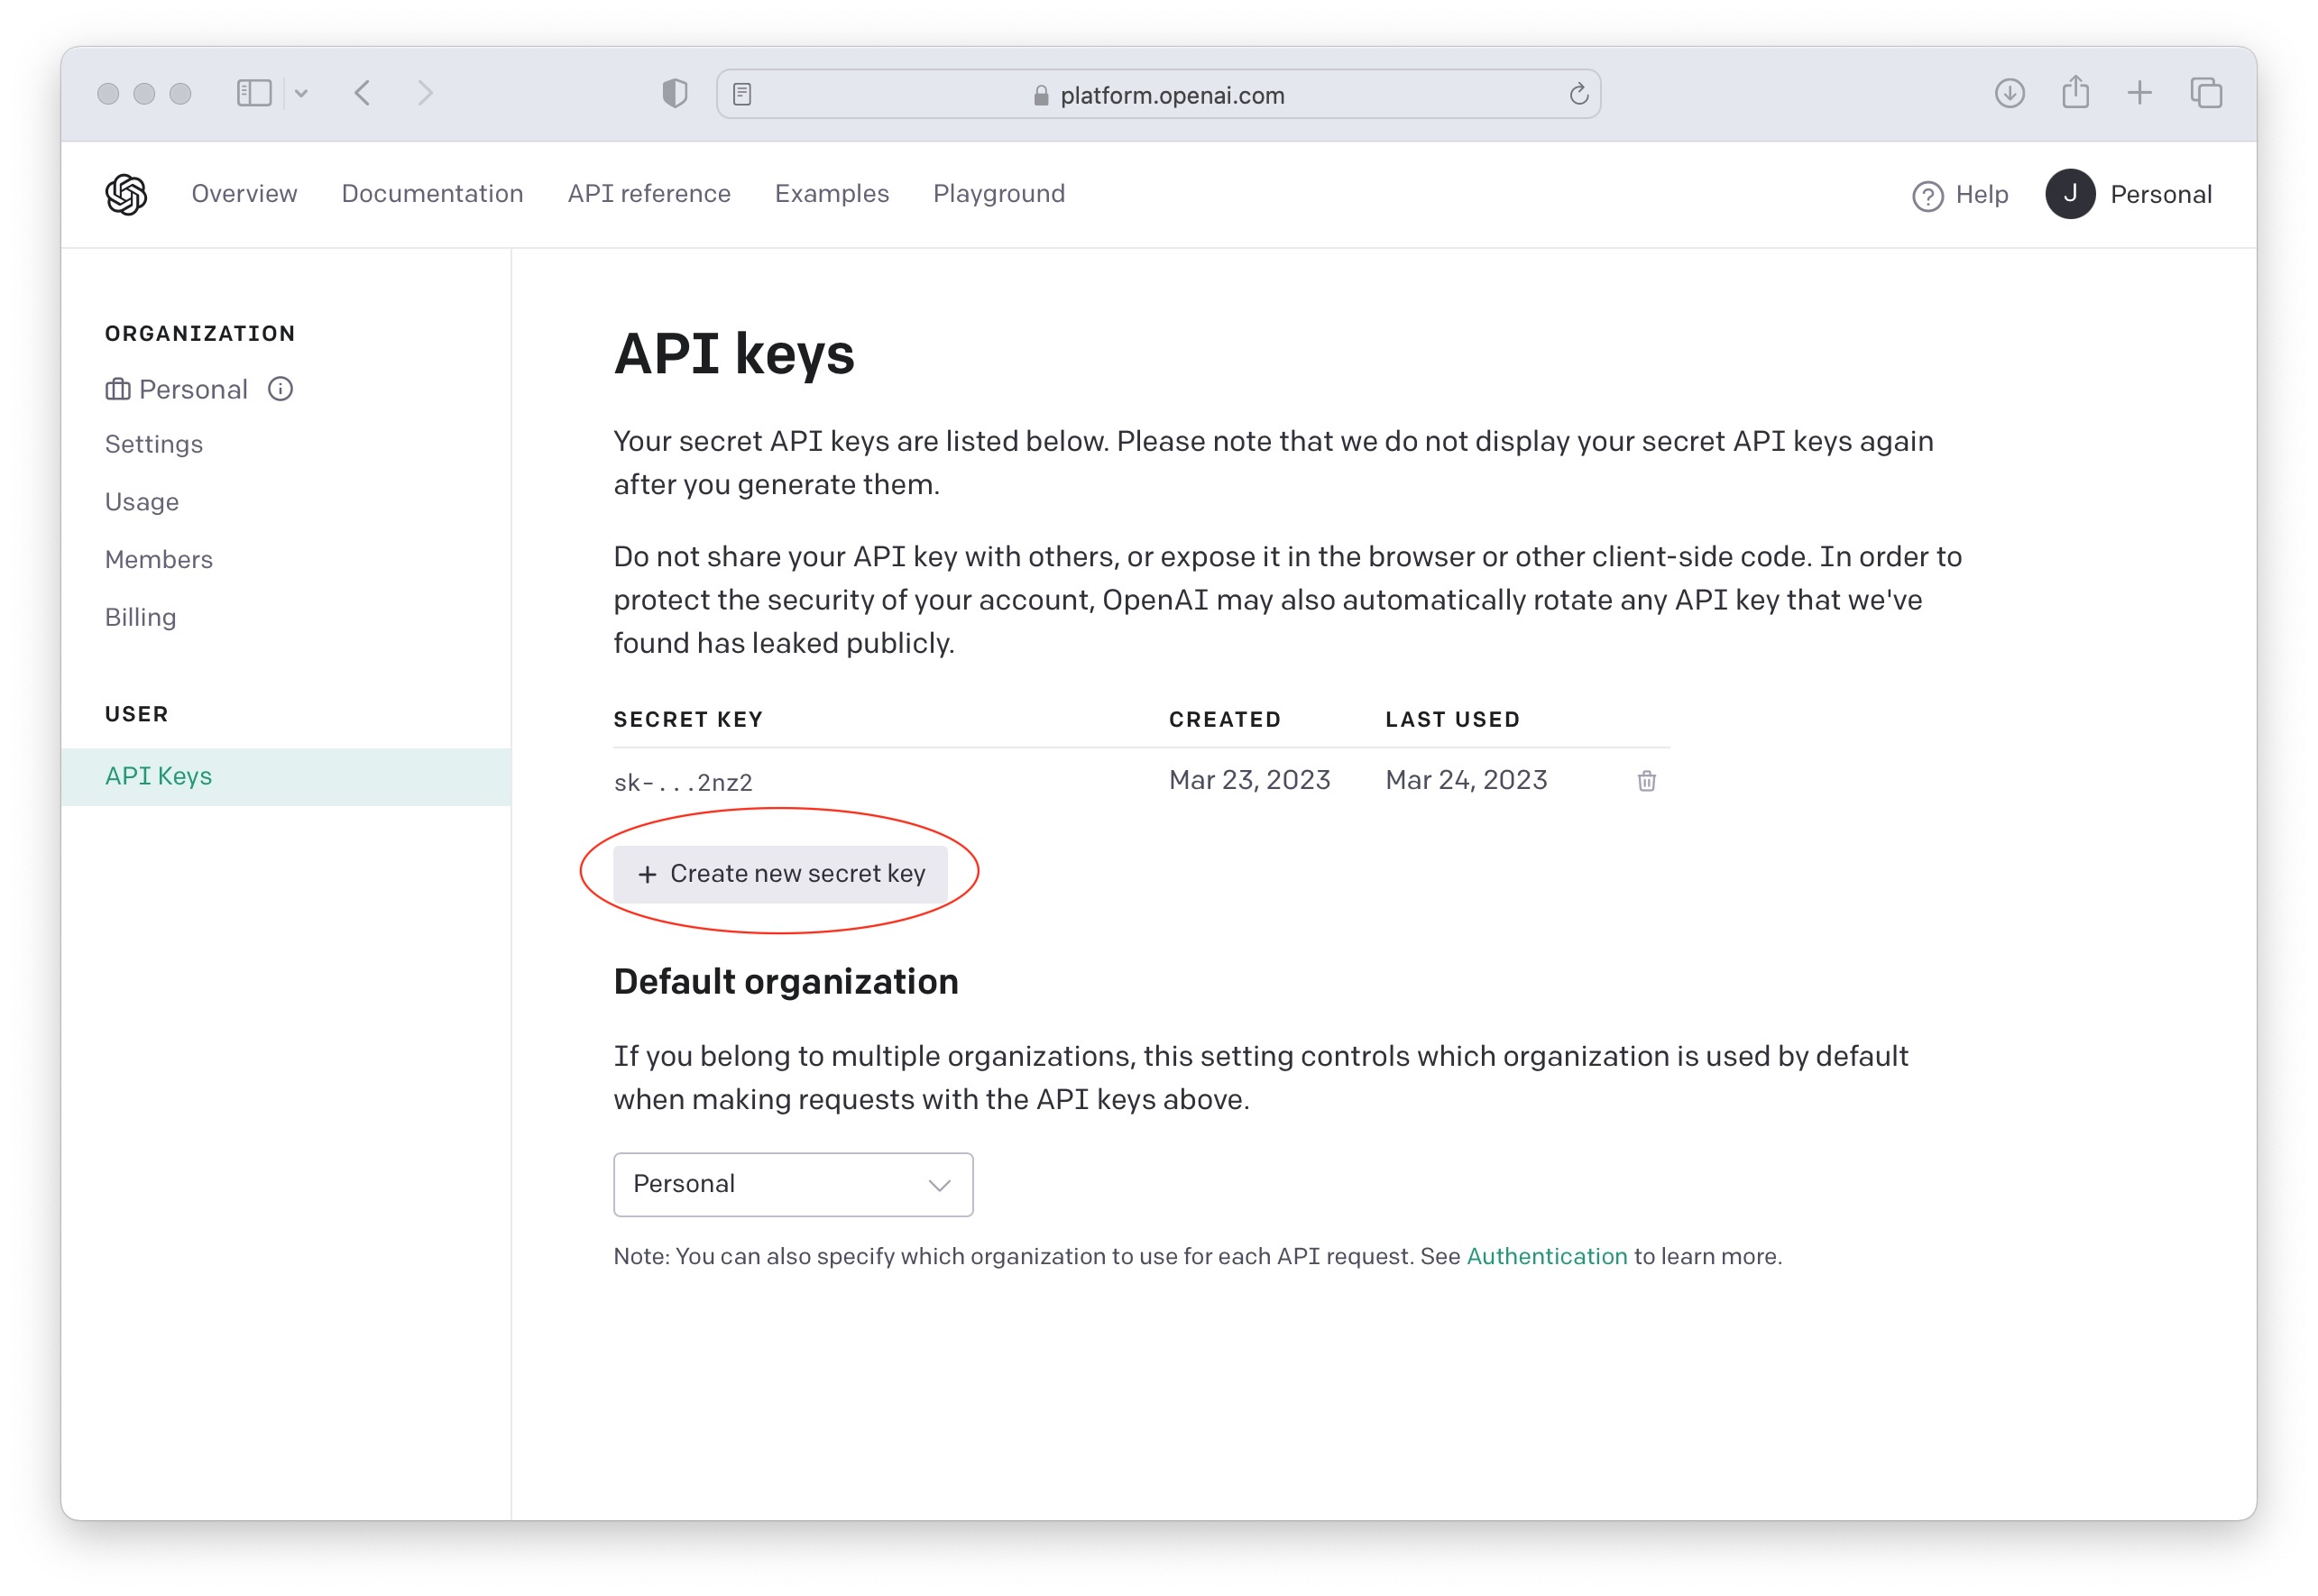 platform.openai.com
Overview Documentation API reference Examples Playground Help J Personal
ORGANIZATION
Personal
Settings
Usage
Members
Billing
USER
API Keys
API keys
Your secret API keys are listed below. Please note that we do not display your secret API keys again
after you generate them.
Do not share your API key with others, or expose it in the browser or other client-side code. In order to
protect the security of your account, OpenAI may also automatically rotate any API key that we've
found has leaked publicly.
SECRET KEY CREATED LAST USED
sk-...2nz2 Mar 23, 2023 Mar 24, 2023
+ Create new secret key
Default organization
If you belong to multiple organizations, this setting controls which organization is used by default
when making requests with the API keys above.
Personal
Note: You can also specify which organization to use for each API request. See Authentication to learn more.